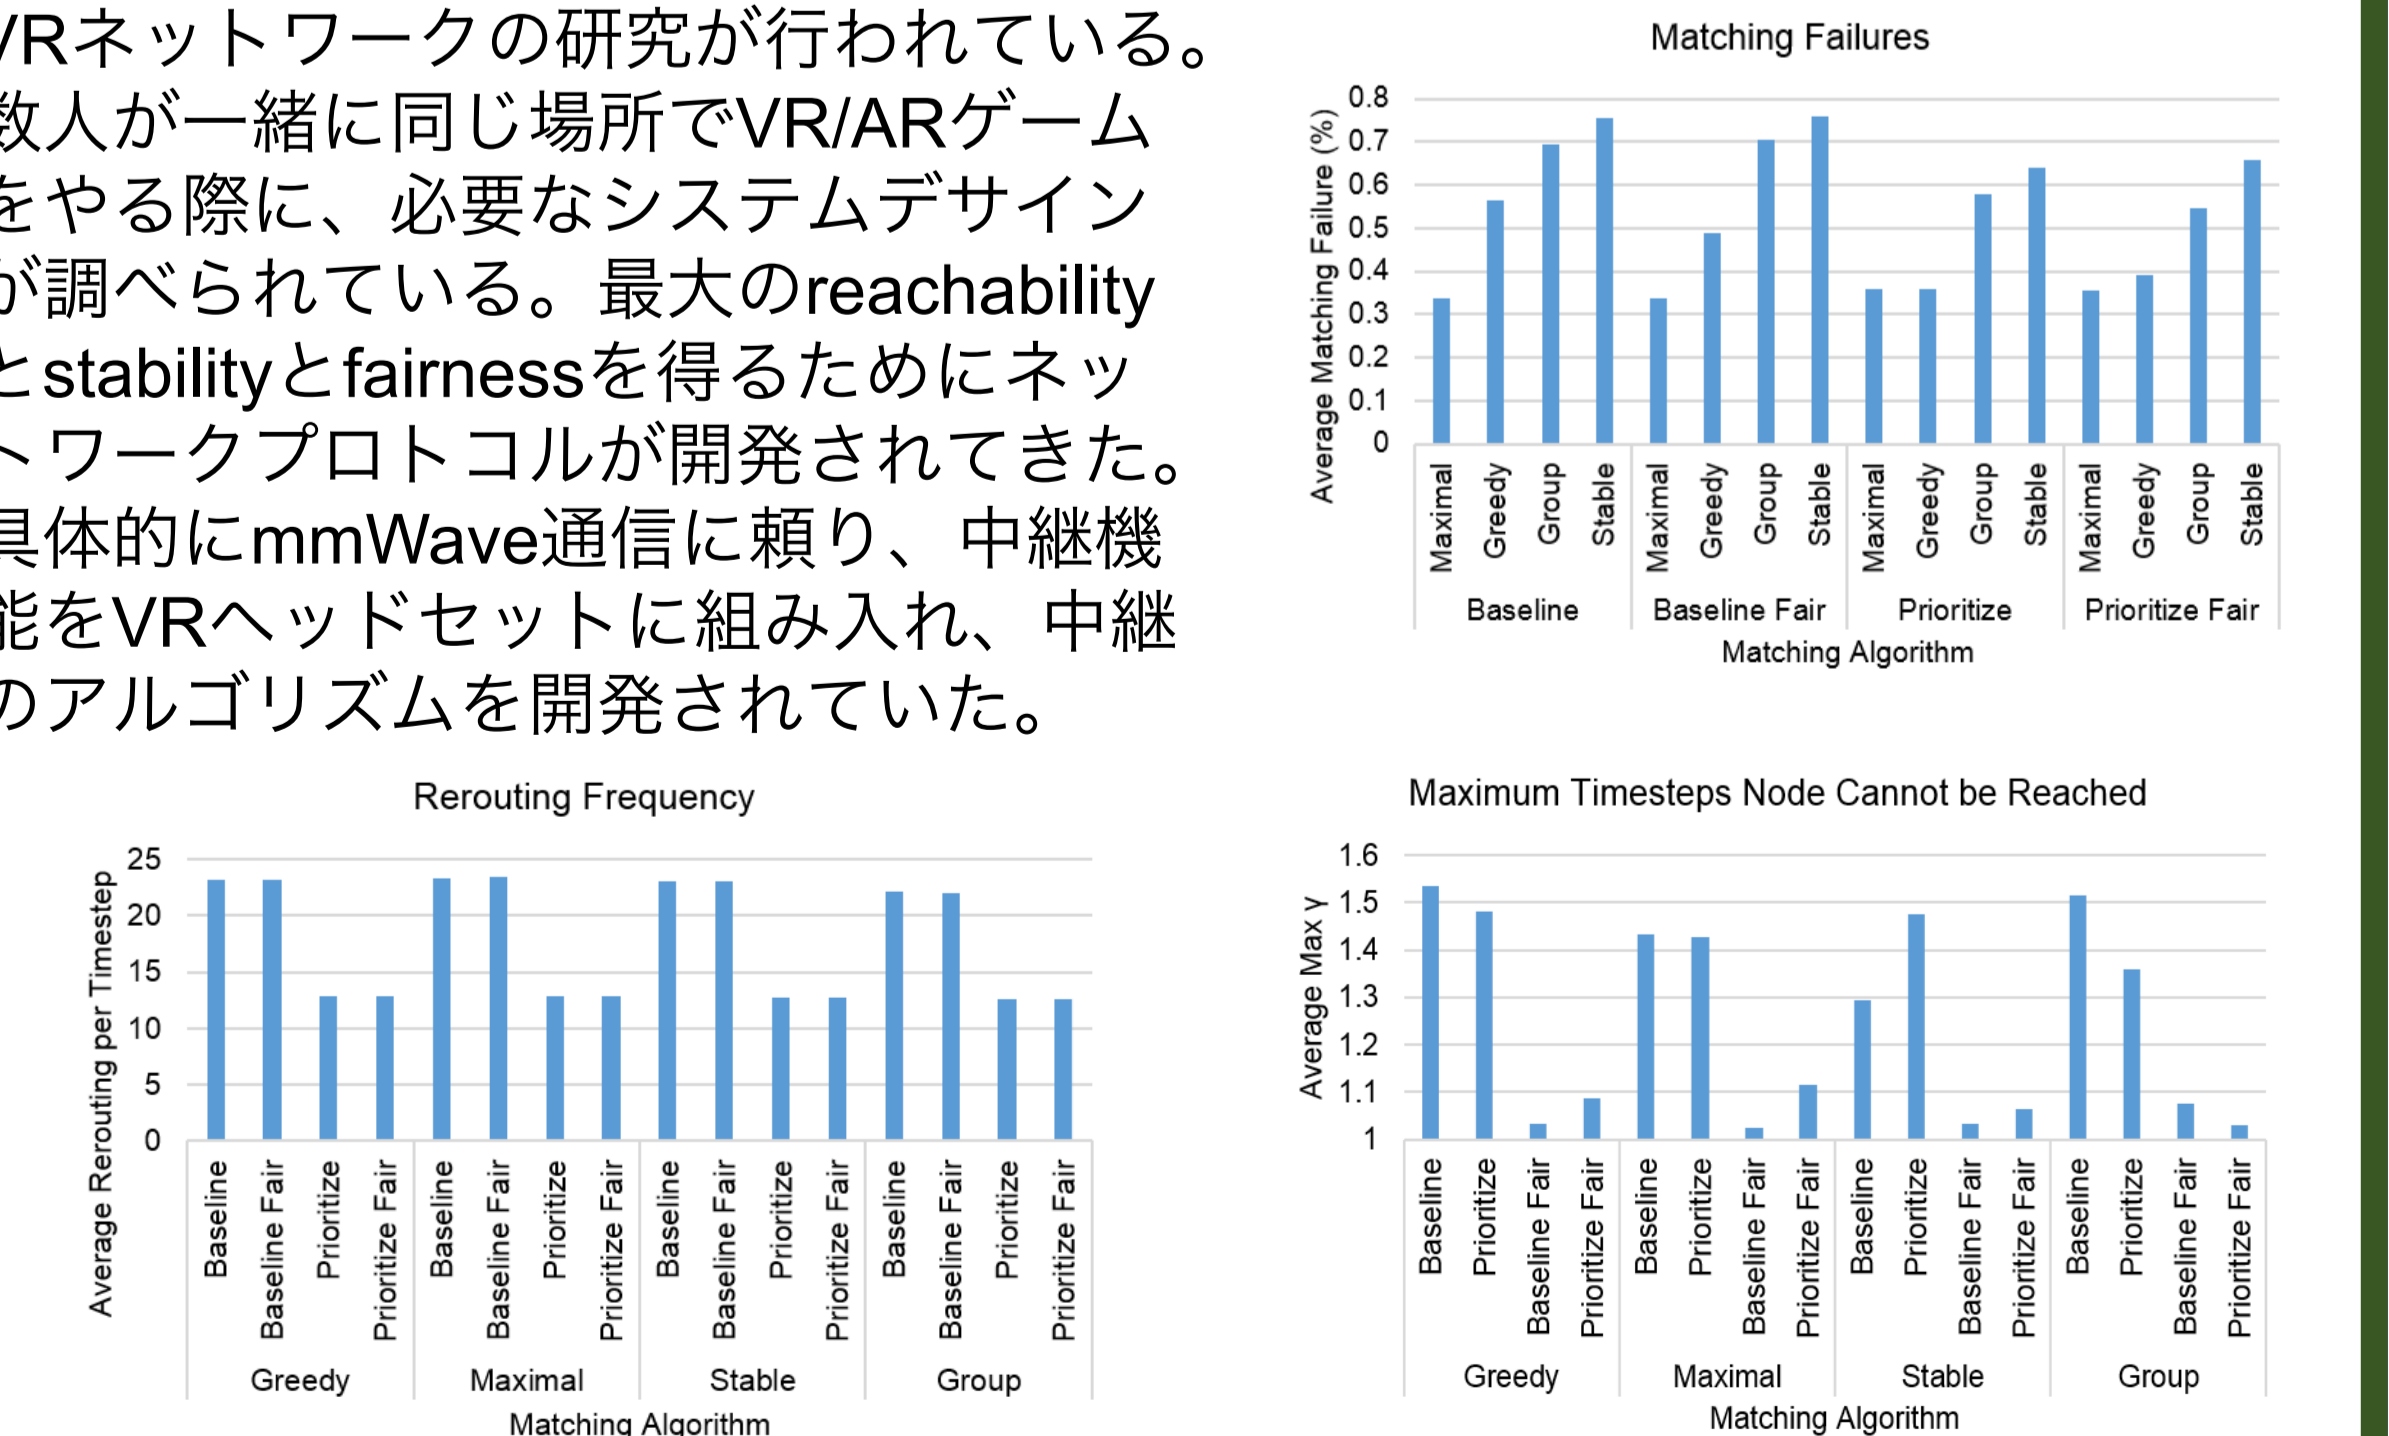 VRネットワークの研究が行われている。
数人が一緒に同じ場所でVR/ARゲーム
をやる際に、必要なシステムデザイン
が調べられている。最大のreachability
とstabilityとfairnessを得るためにネッ
トワークプロトコルが開発されてきた。
具体的にmmWave通信に頼り、中継機
能をVRヘッドセットに組み入れ、中継
のアルゴリズムを開発されていた。
Matching Failures
Average Matching Failure (%)
0.8
0.7
0.6
0.5
0.4
0.3
0.2
0.1
0
Maximal Greedy Group Stable Maximal Greedy Group Stable Maximal Greedy Group Stable Maximal Greedy Group Stable
Baseline Baseline Fair Prioritize Prioritize Fair
Matching Algorithm
Rerouting Frequency
Average Rerouting per Timestep
25
20
15
10
5
0
Baseline Baseline Fair Prioritize Prioritize Fair Baseline Baseline Fair Prioritize Prioritize Fair Baseline Baseline Fair Prioritize Prioritize Fair Baseline Baseline Fair Prioritize Prioritize Fair
Greedy Maximal Stable Group
Matching Algorithm
Maximum Timesteps Node Cannot be Reached
Average Max γ
1.6
1.5
1.4
1.3
1.2
1.1
1
Baseline Prioritize Baseline Fair Prioritize Fair Baseline Prioritize Baseline Fair Prioritize Fair Baseline Prioritize Baseline Fair Prioritize Fair Baseline Prioritize Baseline Fair Prioritize Fair
Greedy Maximal Stable Group
Matching Algorithm